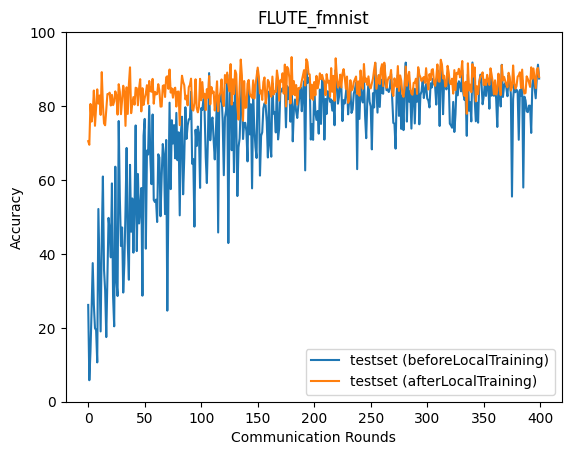 FLUTE_fmnist
100
80
60
40
20
0
Accuracy
0 50 100 150 200 250 300 350 400
Communication Rounds
testset (beforeLocalTraining)
testset (afterLocalTraining)